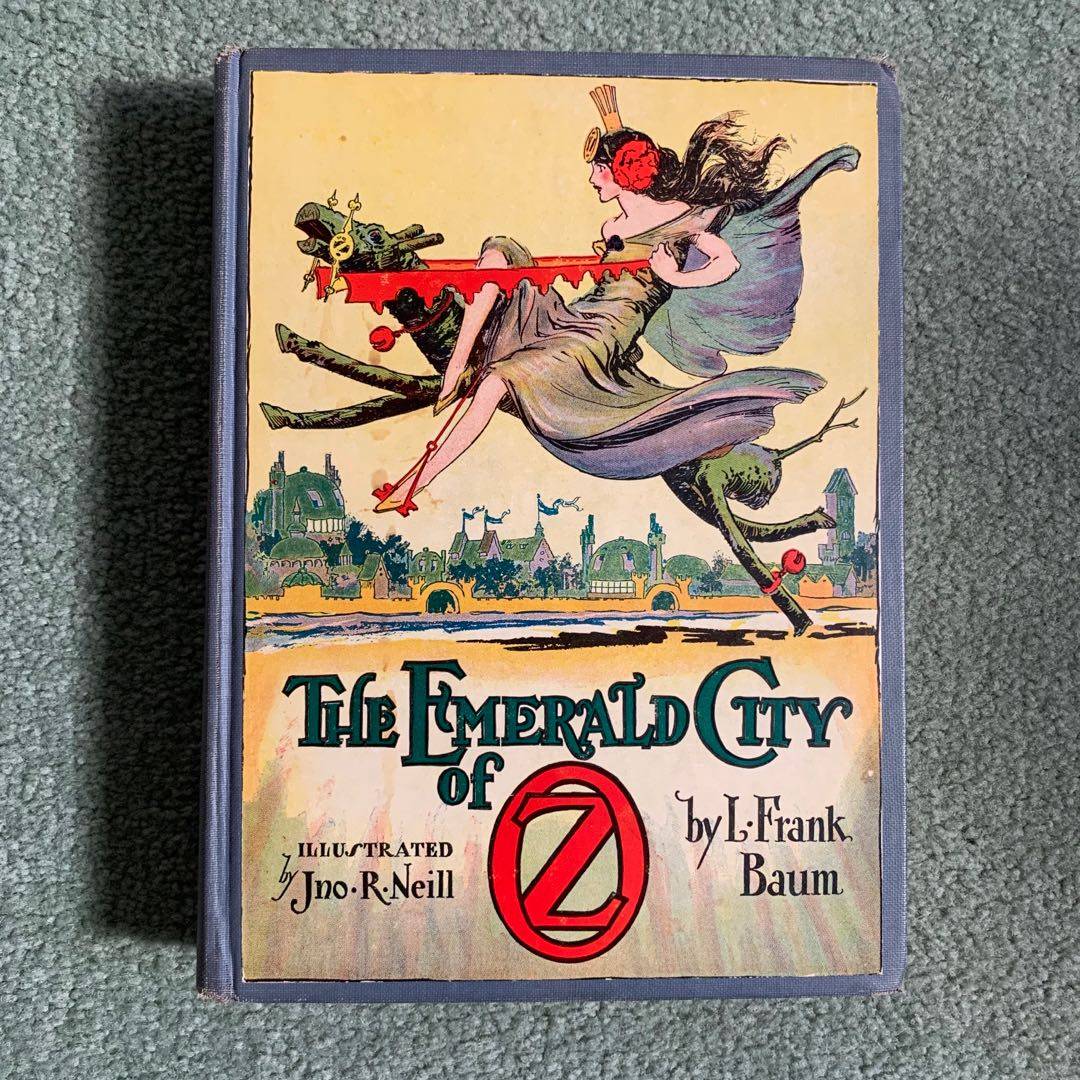 THE EMERALD CITY
of OZ
by L. Frank
Baum
ILLUSTRATED
by Jno. R. Neill